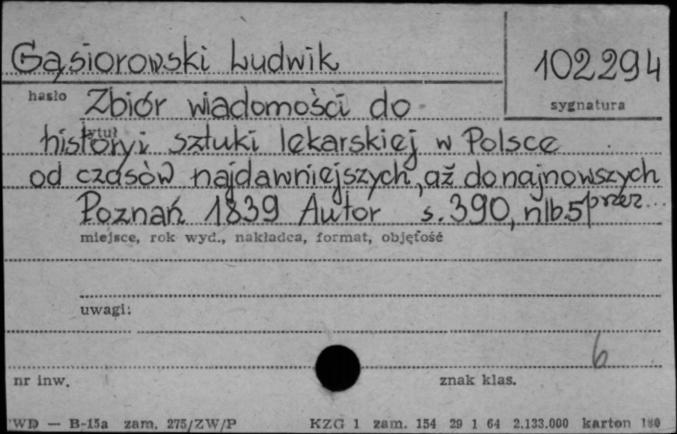 Gąsiorowski Ludwik
102294
hasło
sygnatura
Zbiór wiadomości do
tytuł
historyi sztuki lekarskiej w Polsce
od czasów najdawniejszych, aż do najnowszych
przez...
Poznań 1839 Autor s. 390, nlb. 5
miejsce, rok wyd., nakładca, format, objętość
uwagi:
6
nr inw.
znak klas.
WD — B-15a zam. 275/ZW/P KZG 1 zam. 154 29 1 64 2.133.000 karton 180